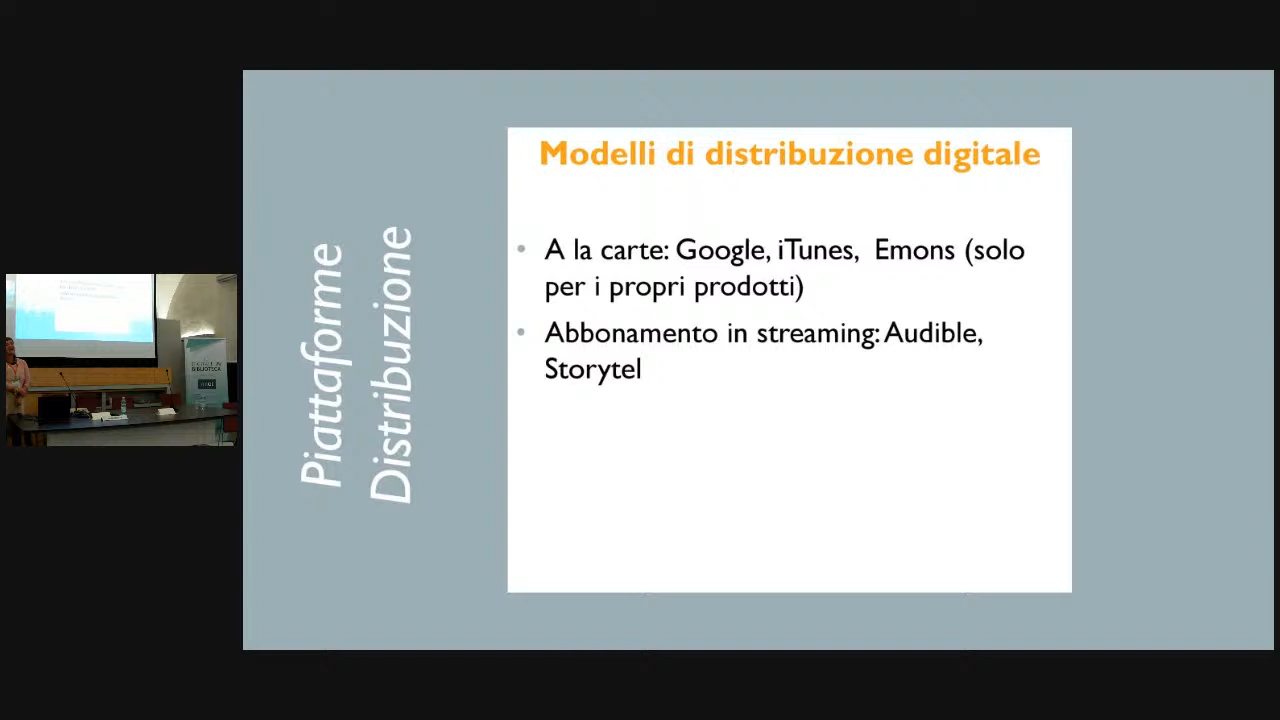 Piattaforme
Distribuzione
Modelli di distribuzione digitale
• A la carte: Google, iTunes, Emons (solo
per i propri prodotti)
• Abbonamento in streaming: Audible,
Storytel
BIBLIOTECA